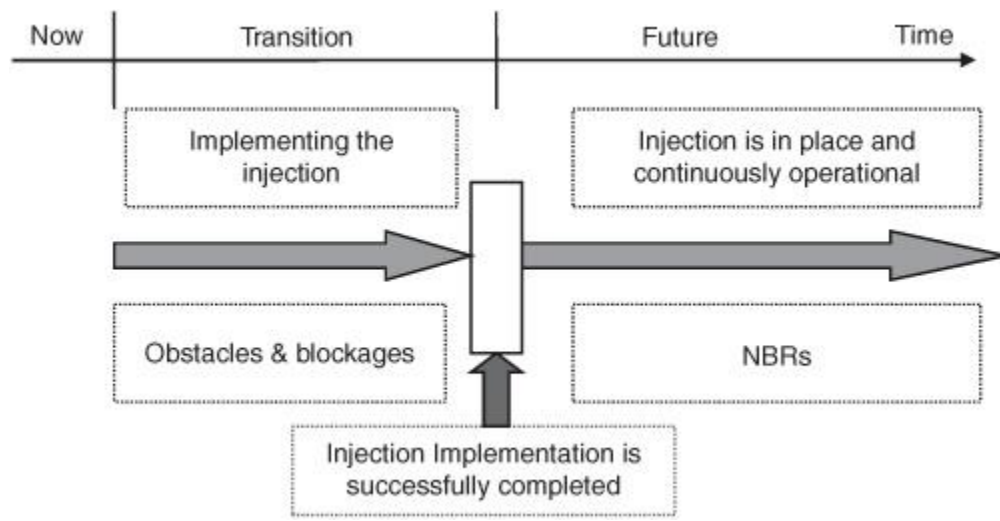 Now
Transition
Future
Time
Implementing the
injection
Injection is in place and
continuously operational
Obstacles & blockages
NBRs
Injection Implementation is
successfully completed